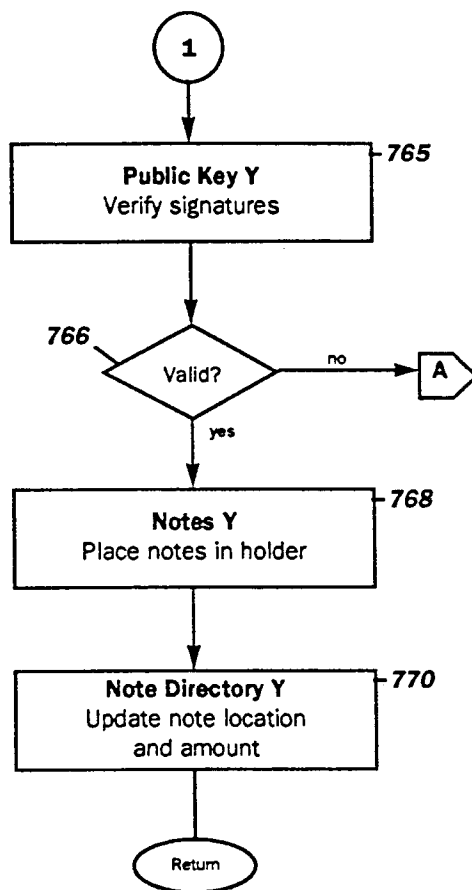 1
765
Public Key Y
Verify signatures
766
Valid?
no
A
yes
768
Notes Y
Place notes in holder
770
Note Directory Y
Update note location
and amount
Return